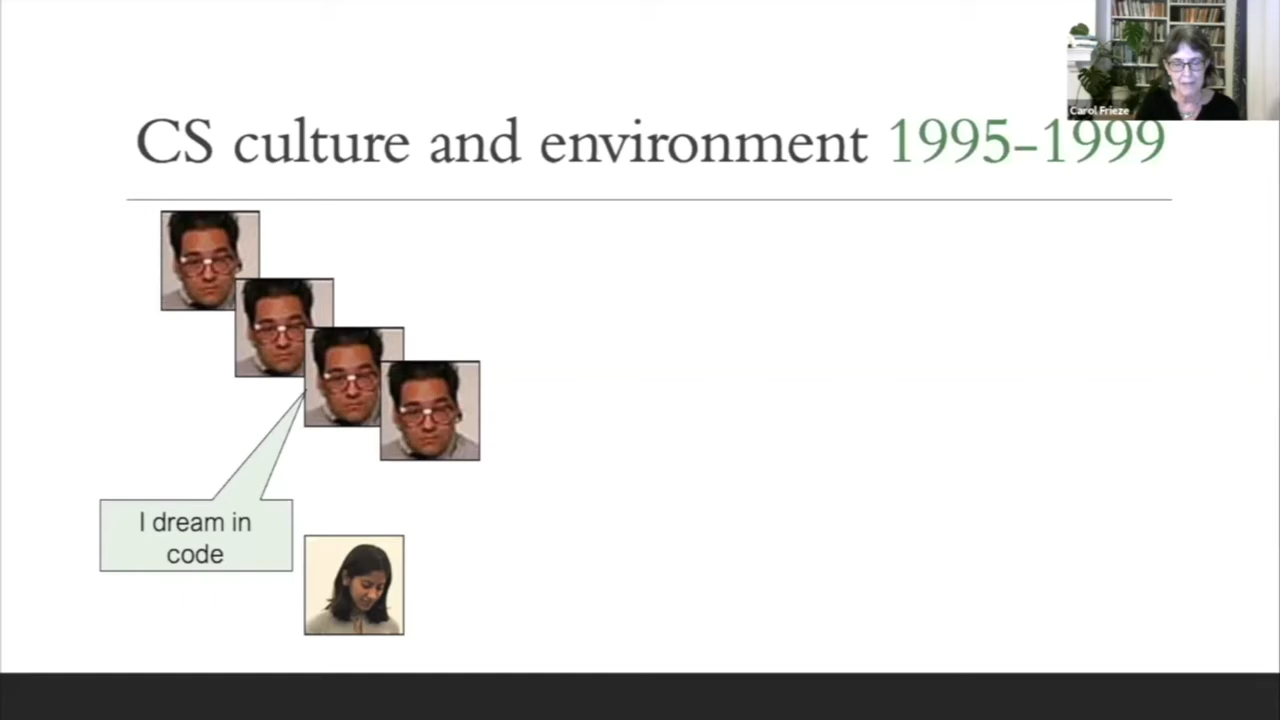 Carol Frieze
CS culture and environment 1995–1999
I dream in
code